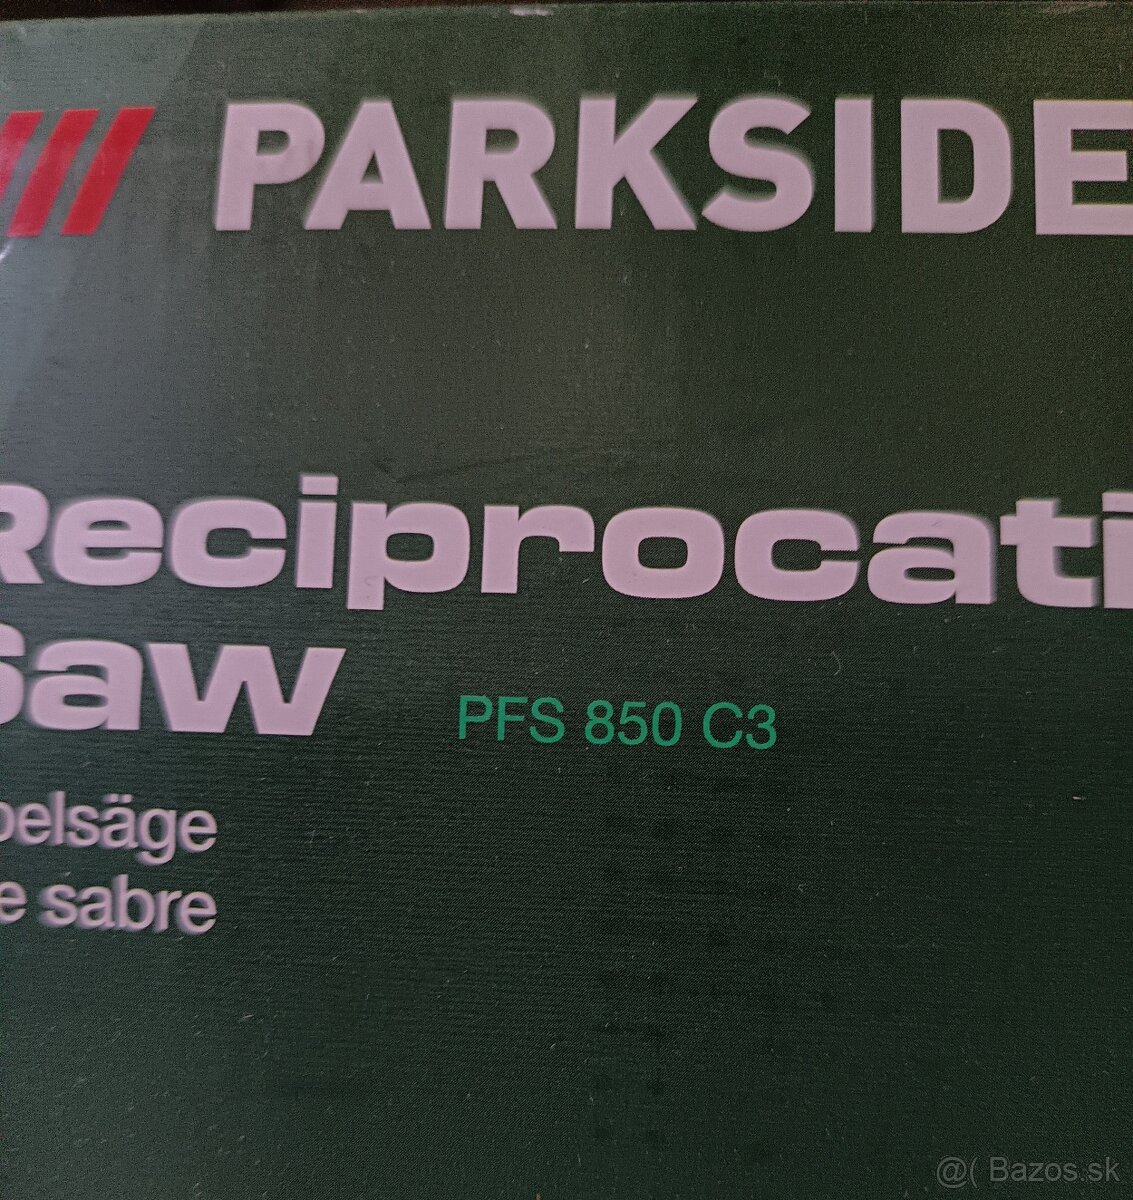 PARKSIDE
Reciprocati
Saw
PFS 850 C3
belsäge
e sabre
@( Bazos.sk